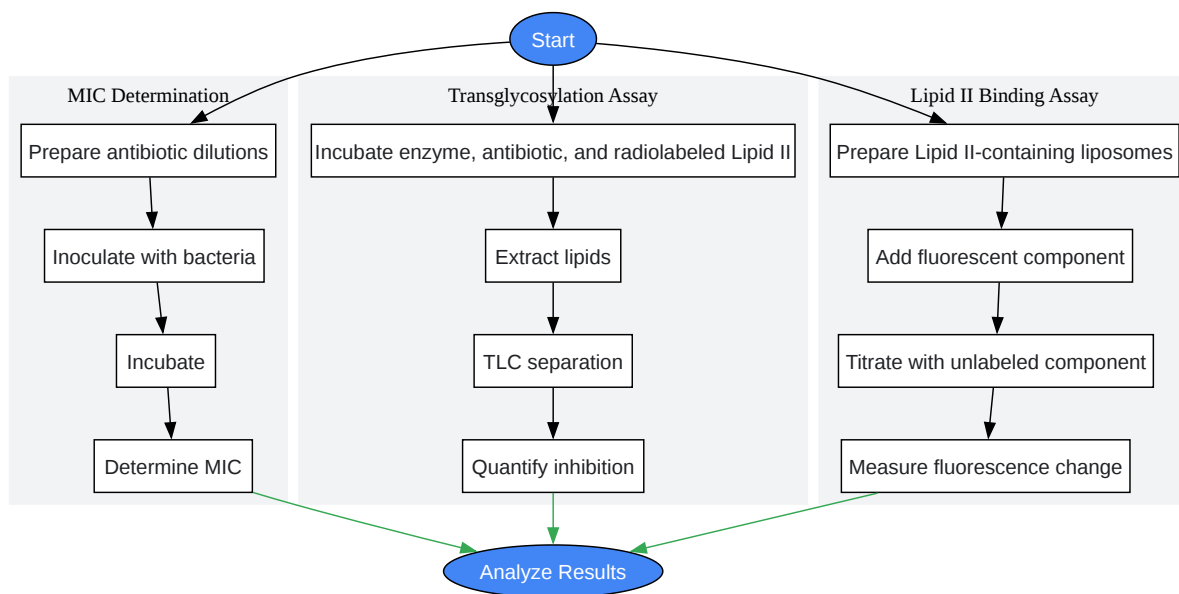 Start
MIC Determination
Prepare antibiotic dilutions
Inoculate with bacteria
Incubate
Determine MIC
Transglycosylation Assay
Incubate enzyme, antibiotic, and radiolabeled Lipid II
Extract lipids
TLC separation
Quantify inhibition
Lipid II Binding Assay
Prepare Lipid II-containing liposomes
Add fluorescent component
Titrate with unlabeled component
Measure fluorescence change
Analyze Results